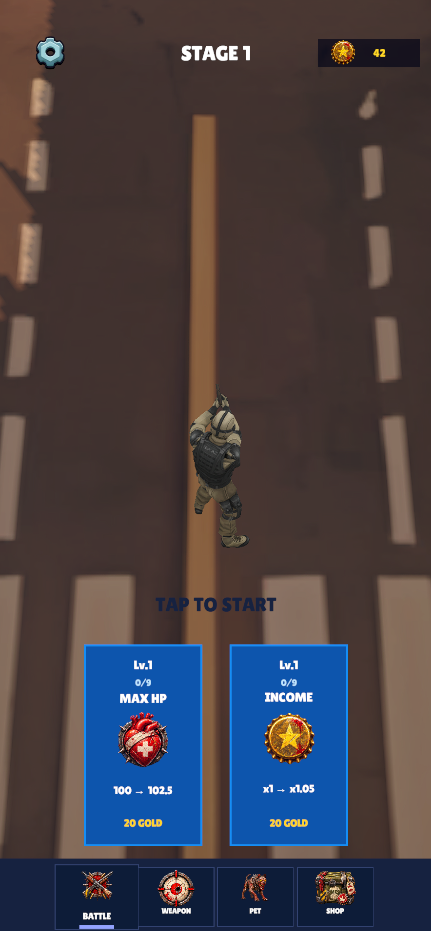 STAGE 1
42
TAP TO START
Lv.1
0/9
MAX HP
100 → 102.5
20 GOLD
Lv.1
0/9
INCOME
x1 → x1.05
20 GOLD
BATTLE
WEAPON
PET
SHOP